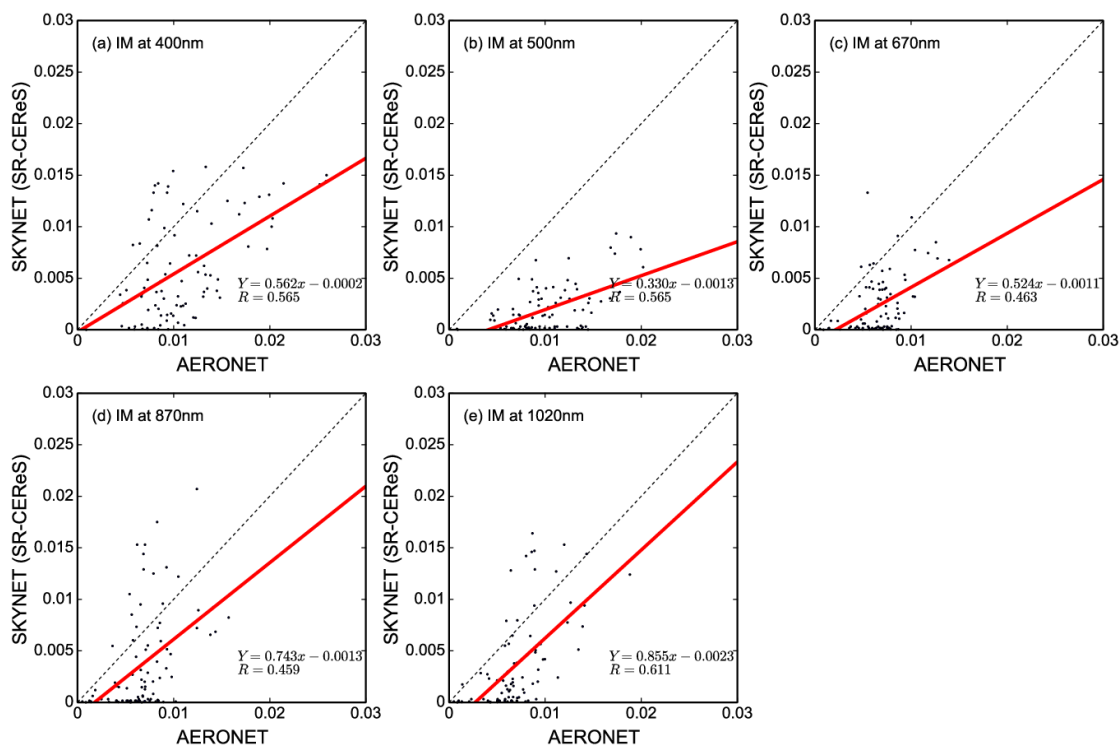 0.03
(a) IM at 400nm
0.025
0.02
0.015
0.01
0.005
0
SKYNET (SR-CEReS)
Y = 0.562x − 0.0002
R = 0.565
0
0.01
0.02
0.03
AERONET
0.03
(b) IM at 500nm
0.025
0.02
0.015
0.01
0.005
0
SKYNET (SR-CEReS)
Y = 0.330x − 0.0013
R = 0.565
0
0.01
0.02
0.03
AERONET
0.03
(c) IM at 670nm
0.025
0.02
0.015
0.01
0.005
0
SKYNET (SR-CEReS)
Y = 0.524x − 0.0011
R = 0.463
0
0.01
0.02
0.03
AERONET
0.03
(d) IM at 870nm
0.025
0.02
0.015
0.01
0.005
0
SKYNET (SR-CEReS)
Y = 0.743x − 0.0013
R = 0.459
0
0.01
0.02
0.03
AERONET
0.03
(e) IM at 1020nm
0.025
0.02
0.015
0.01
0.005
0
SKYNET (SR-CEReS)
Y = 0.855x − 0.0023
R = 0.611
0
0.01
0.02
0.03
AERONET